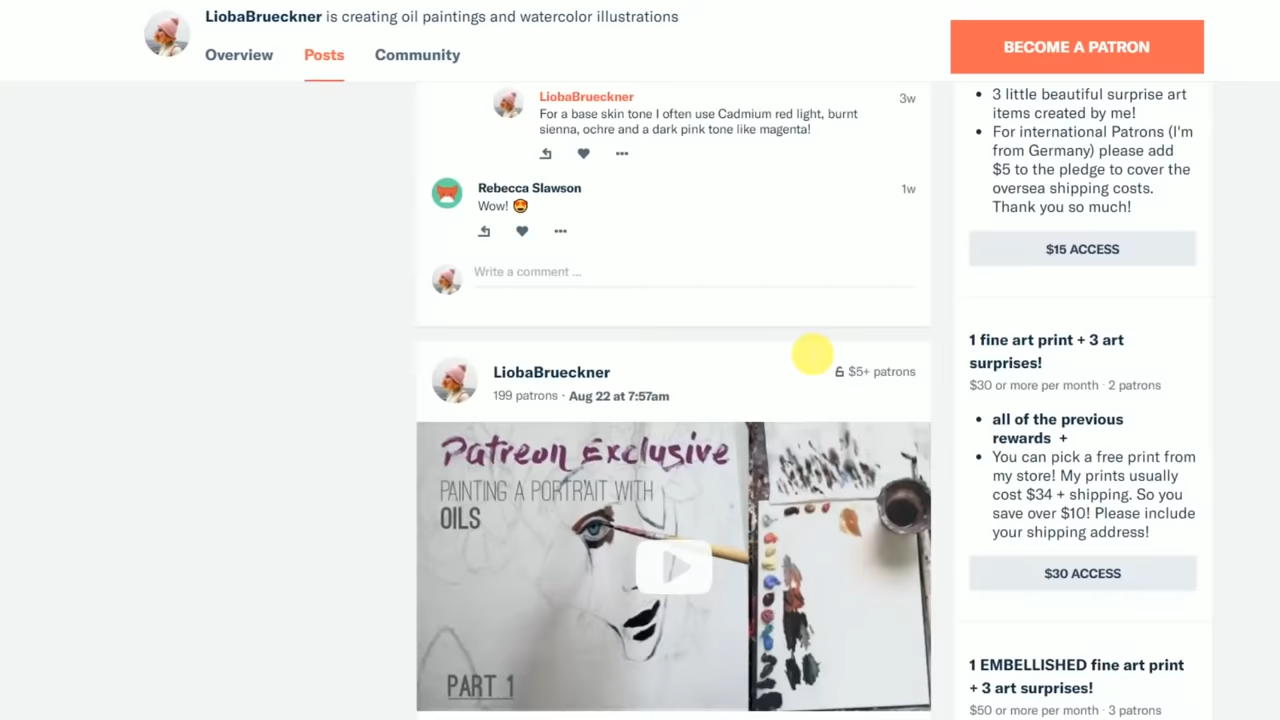 LiobaBrueckner is creating oil paintings and watercolor illustrations
Overview
Posts
Community
BECOME A PATRON
LiobaBrueckner
3w
For a base skin tone I often use Cadmium red light, burnt
sienna, ochre and a dark pink tone like magenta!
Rebecca Slawson
1w
Wow! 😍
Write a comment ...
LiobaBrueckner
$5+ patrons
199 patrons · Aug 22 at 7:57am
Patreon Exclusive
PAINTING A PORTRAIT WITH
OILS
PART 1
• 3 little beautiful surprise art
items created by me!
• For international Patrons (I'm
from Germany) please add
$5 to the pledge to cover the
oversea shipping costs.
Thank you so much!
$15 ACCESS
1 fine art print + 3 art
surprises!
$30 or more per month · 2 patrons
• all of the previous
rewards +
• You can pick a free print from
my store! My prints usually
cost $34 + shipping. So you
save over $10! Please include
your shipping address!
$30 ACCESS
1 EMBELLISHED fine art print
+ 3 art surprises!
$50 or more per month · 3 patrons